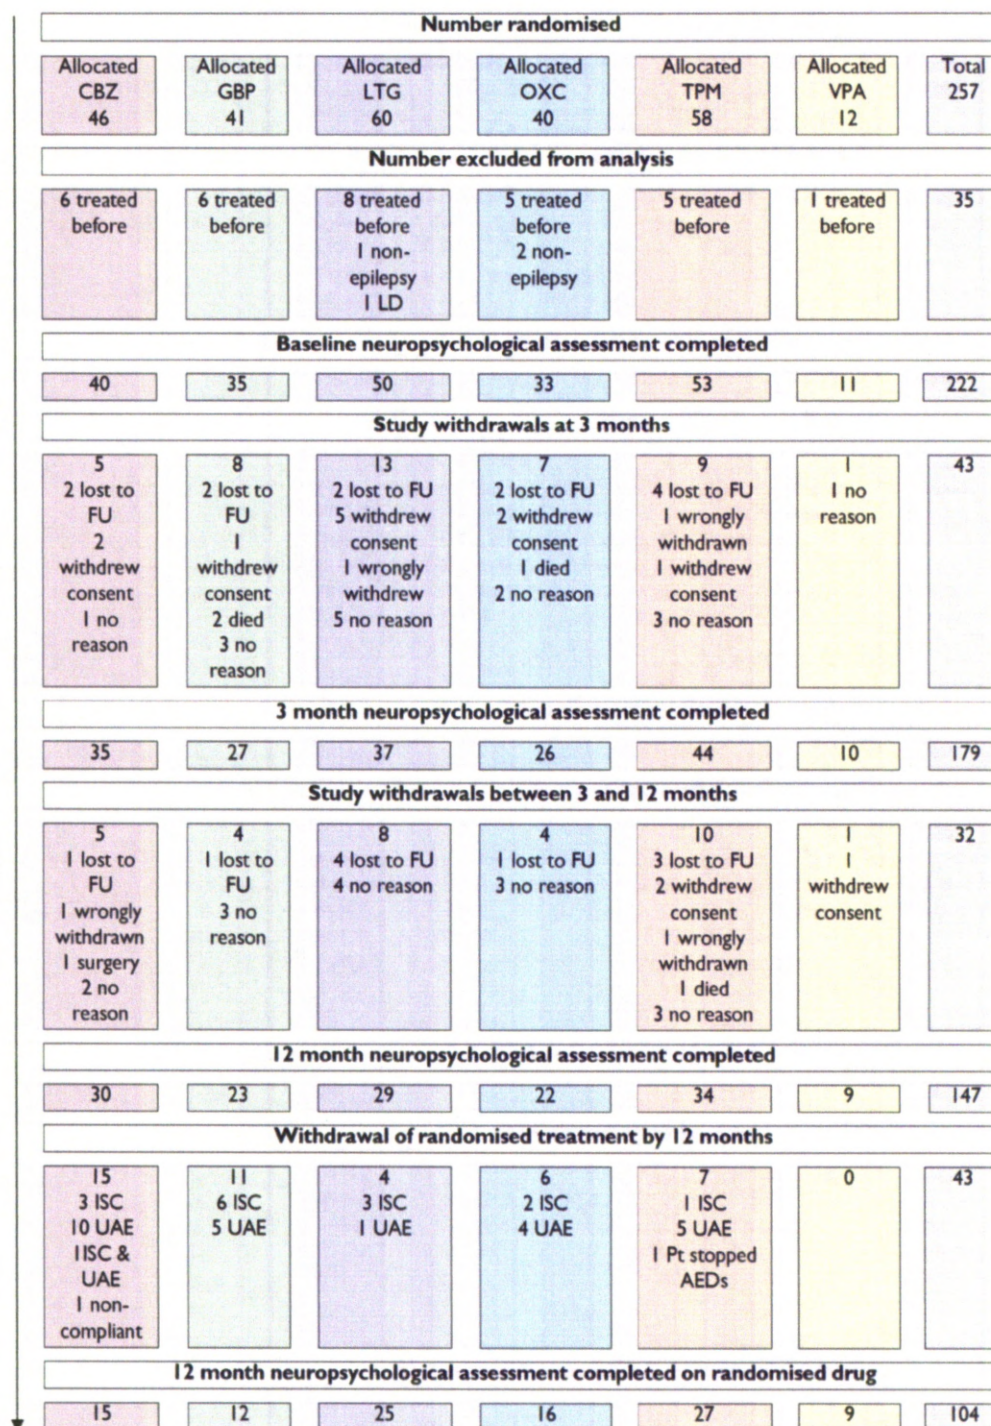 Number randomised
Allocated
CBZ
46
Allocated
GBP
41
Allocated
LTG
60
Allocated
OXC
40
Allocated
TPM
58
Allocated
VPA
12
Total
257
Number excluded from analysis
6 treated
before
6 treated
before
8 treated
before
1 non-
epilepsy
1 LD
5 treated
before
2 non-
epilepsy
5 treated
before
1 treated
before
35
Baseline neuropsychological assessment completed
40
35
50
33
53
11
222
Study withdrawals at 3 months
5
2 lost to
FU
2
withdrew
consent
1 no
reason
8
2 lost to
FU
1
withdrew
consent
2 died
3 no
reason
13
2 lost to FU
5 withdrew
consent
1 wrongly
withdrew
5 no reason
7
2 lost to FU
2 withdrew
consent
1 died
2 no reason
9
4 lost to FU
1 wrongly
withdrawn
1 withdrew
consent
3 no reason
1
1 no
reason
43
3 month neuropsychological assessment completed
35
27
37
26
44
10
179
Study withdrawals between 3 and 12 months
5
1 lost to
FU
1 wrongly
withdrawn
1 surgery
2 no
reason
4
1 lost to
FU
3 no
reason
8
4 lost to FU
4 no reason
4
1 lost to FU
3 no reason
10
3 lost to FU
2 withdrew
consent
1 wrongly
withdrawn
1 died
3 no reason
1
1
withdrew
consent
32
12 month neuropsychological assessment completed
30
23
29
22
34
9
147
Withdrawal of randomised treatment by 12 months
15
3 ISC
10 UAE
1ISC &
UAE
1 non-
compliant
11
6 ISC
5 UAE
4
3 ISC
1 UAE
6
2 ISC
4 UAE
7
1 ISC
5 UAE
1 Pt stopped
AEDs
0
43
12 month neuropsychological assessment completed on randomised drug
15
12
25
16
27
9
104